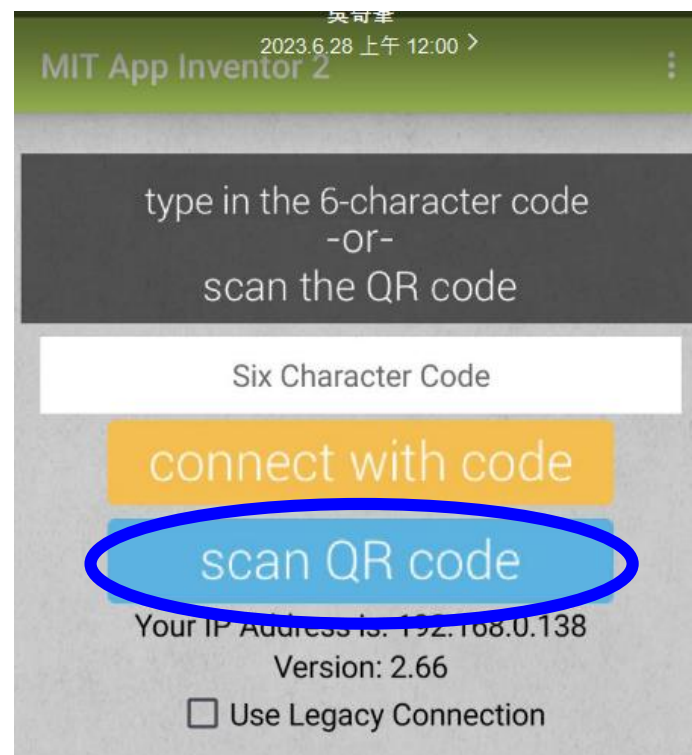 2023.6.28 上午 12:00 >
MIT App Inventor 2
type in the 6-character code
-or-
scan the QR code
Six Character Code
connect with code
scan QR code
Your IP Address is: 192.168.0.138
Version: 2.66
Use Legacy Connection